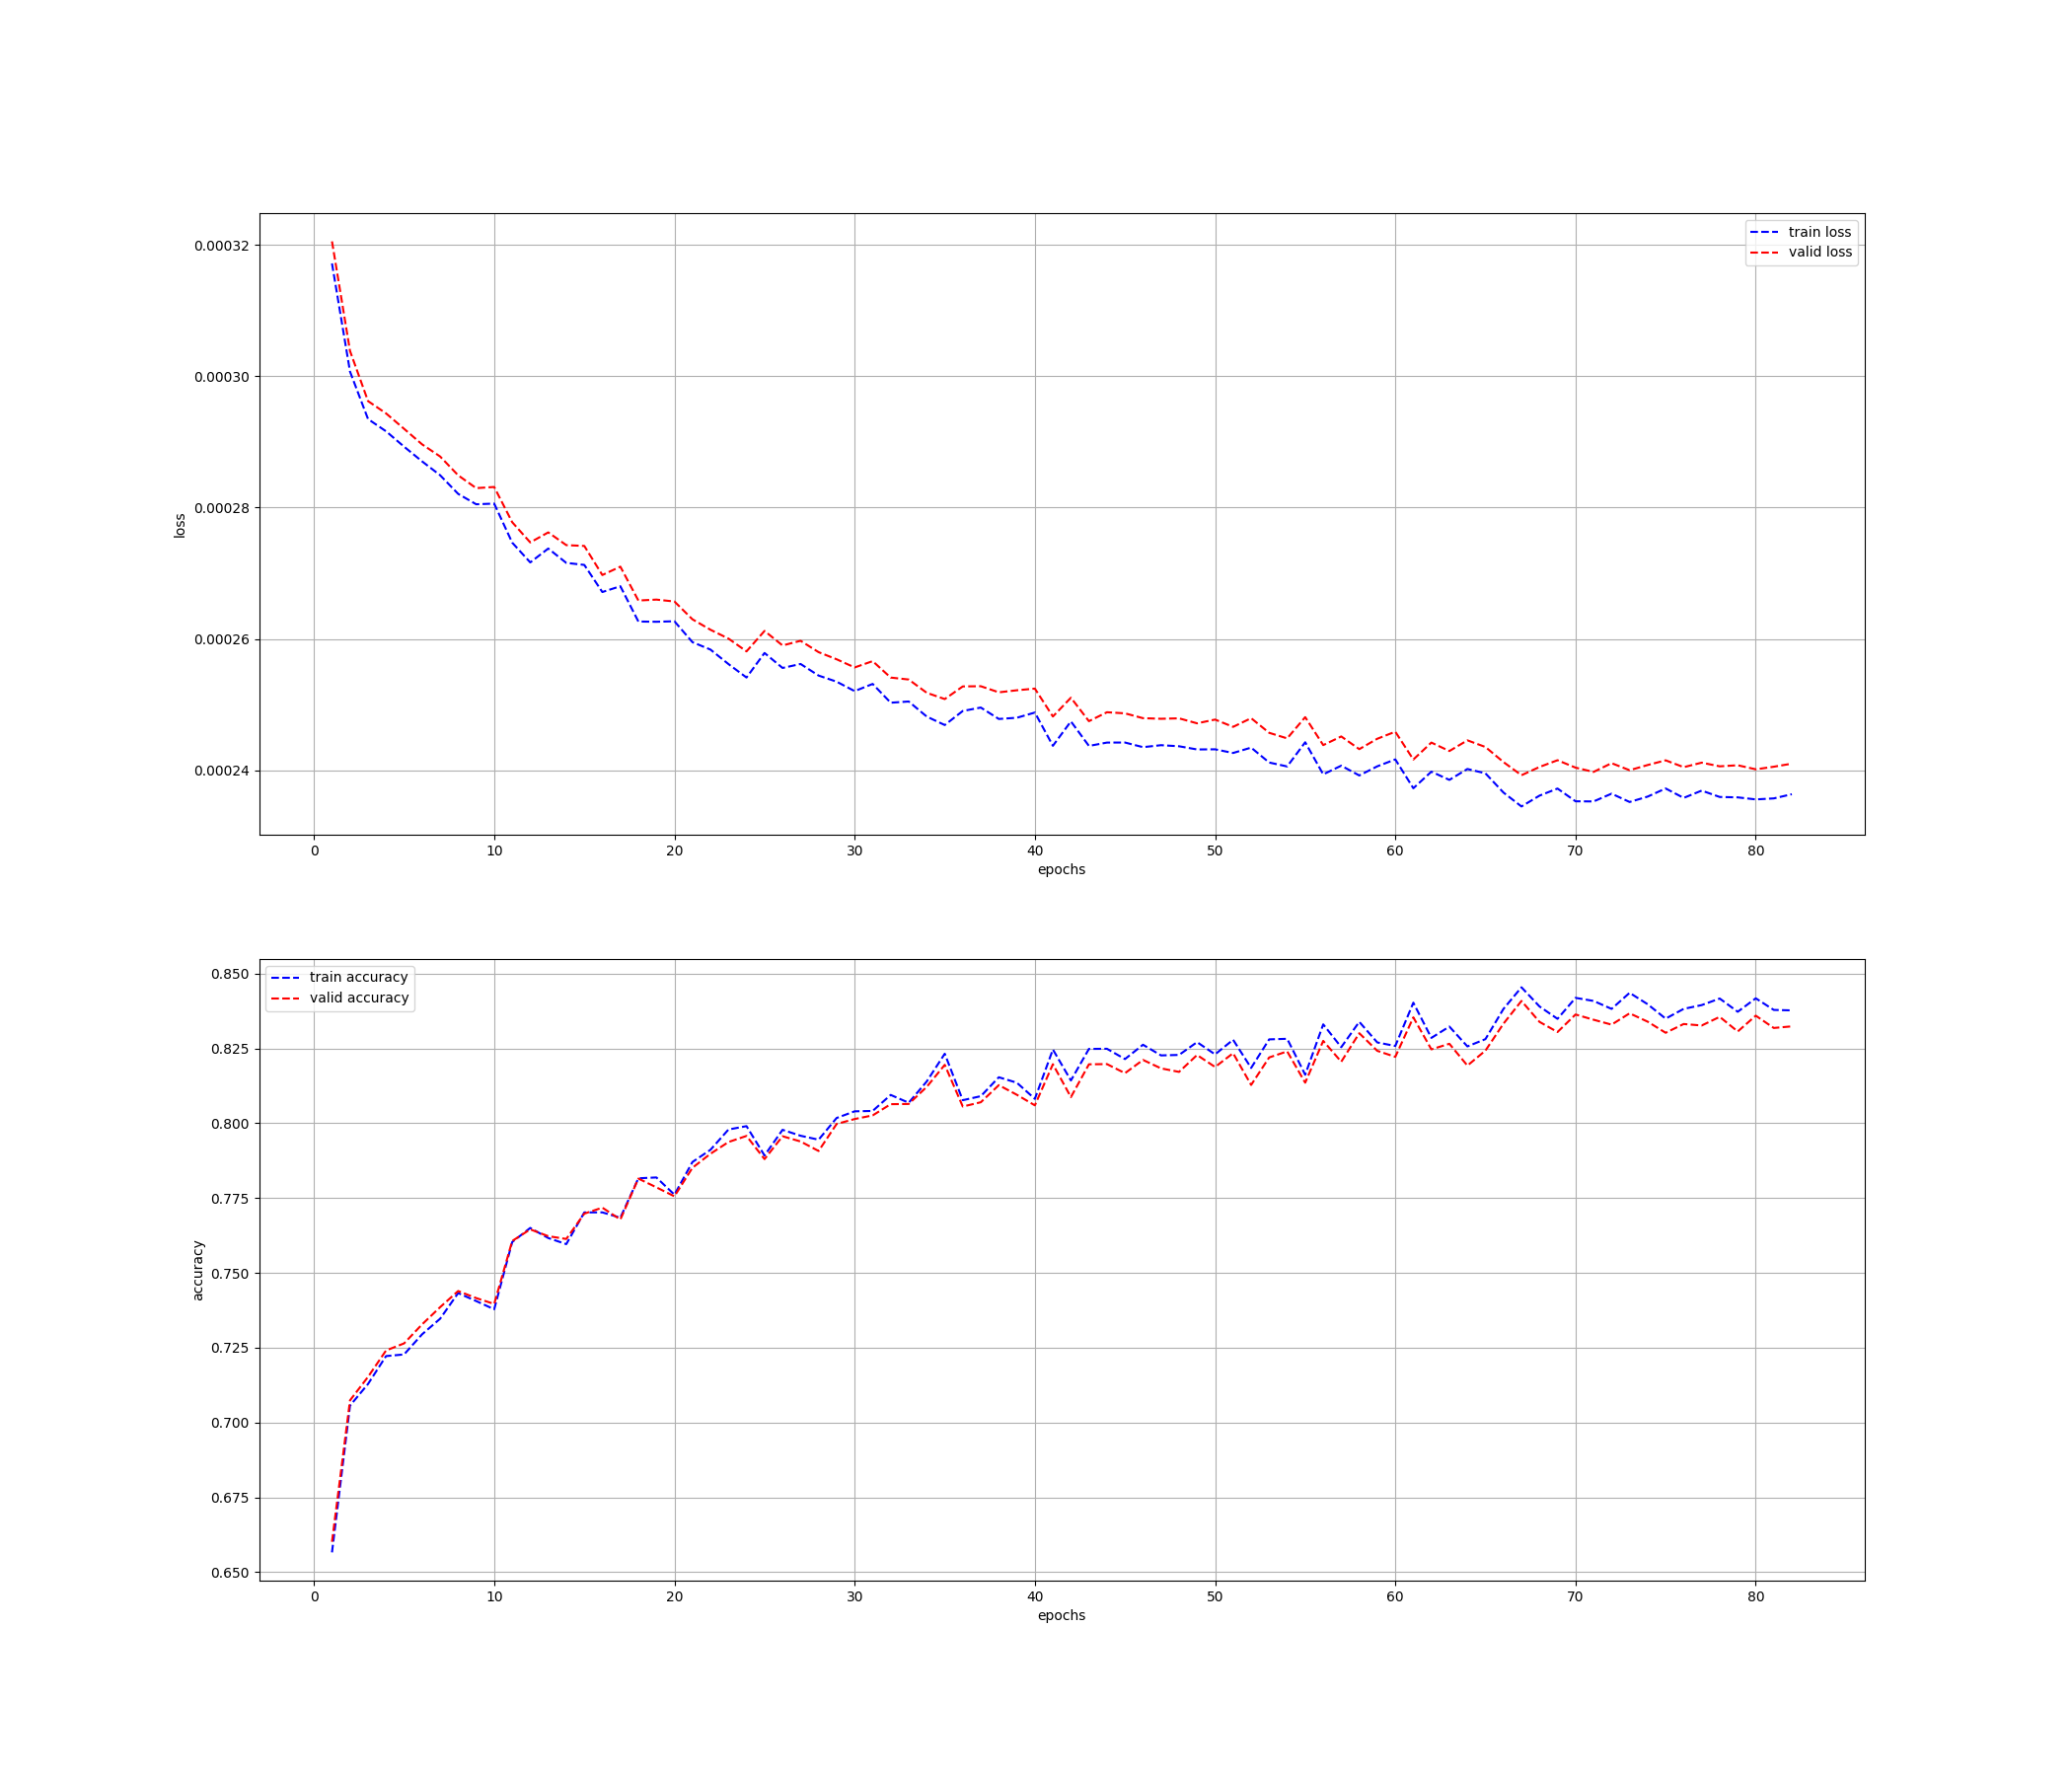 train loss
valid loss
0.00032
0.00030
0.00028
0.00026
0.00024
loss
0 10 20 30 40 50 60 70 80
epochs
train accuracy
valid accuracy
0.850
0.825
0.800
0.775
0.750
0.725
0.700
0.675
0.650
accuracy
0 10 20 30 40 50 60 70 80
epochs